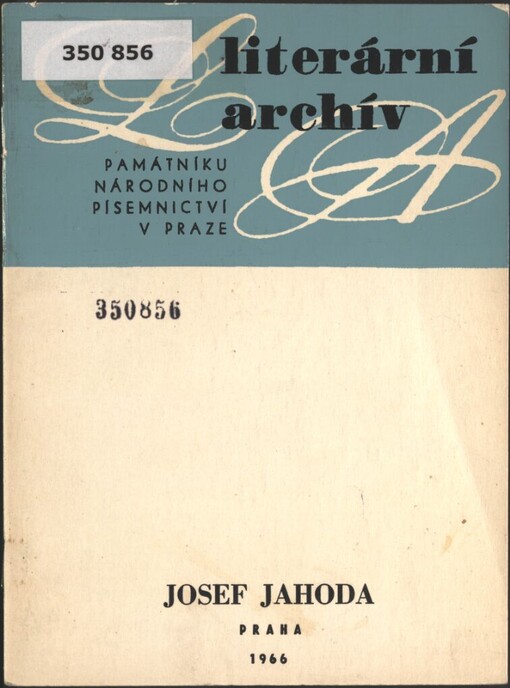 350 856
literární
archív
L A
PAMÁTNÍKU
NÁRODNÍHO
PÍSEMNICTVÍ
V PRAZE
350856
JOSEF JAHODA
PRAHA
1966